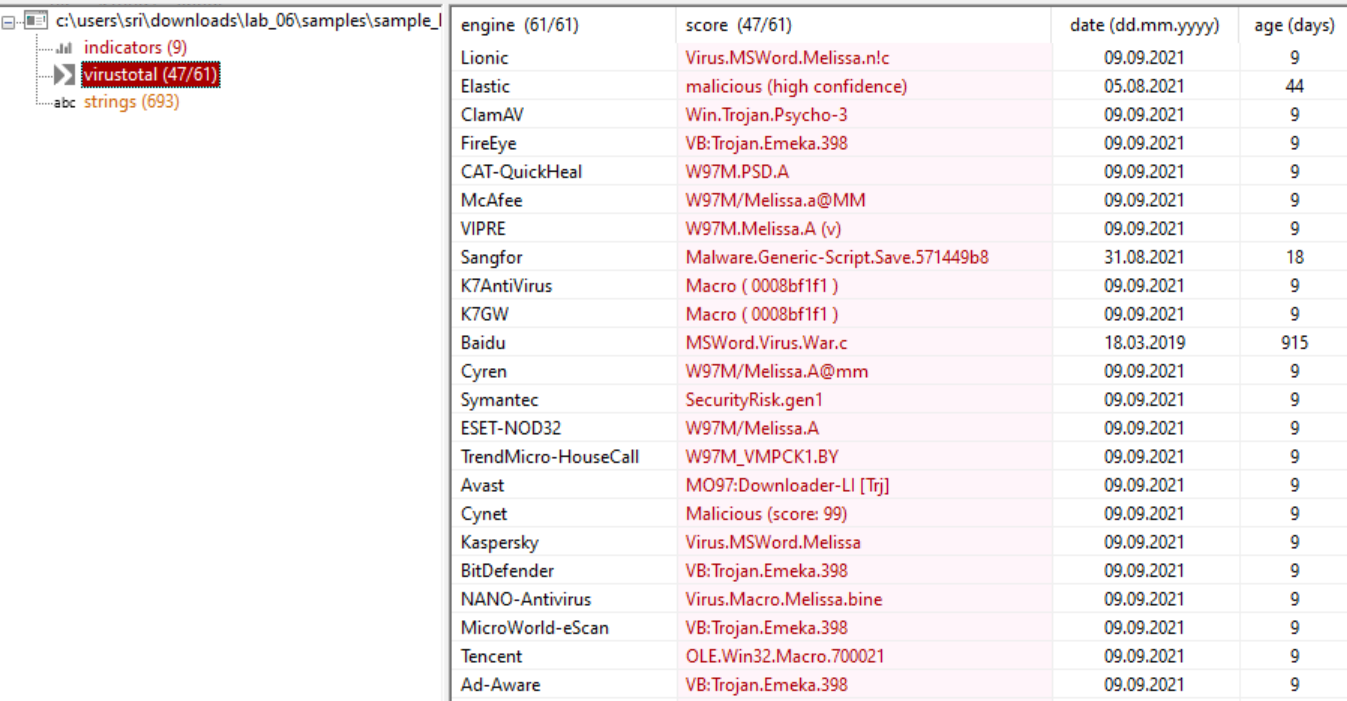 c:\users\sri\downloads\lab_06\samples\sample_
indicators (9)
virustotal (47/61)
abc strings (693)
engine (61/61) score (47/61) date (dd.mm.yyyy) age (days)
Lionic Virus.MSWord.Melissa.n!c 09.09.2021 9
Elastic malicious (high confidence) 05.08.2021 44
ClamAV Win.Trojan.Psycho-3 09.09.2021 9
FireEye VB:Trojan.Emeka.398 09.09.2021 9
CAT-QuickHeal W97M.PSD.A 09.09.2021 9
McAfee W97M/Melissa.a@MM 09.09.2021 9
VIPRE W97M.Melissa.A (v) 09.09.2021 9
Sangfor Malware.Generic-Script.Save.571449b8 31.08.2021 18
K7AntiVirus Macro ( 0008bf1f1 ) 09.09.2021 9
K7GW Macro ( 0008bf1f1 ) 09.09.2021 9
Baidu MSWord.Virus.War.c 18.03.2019 915
Cyren W97M/Melissa.A@mm 09.09.2021 9
Symantec SecurityRisk.gen1 09.09.2021 9
ESET-NOD32 W97M/Melissa.A 09.09.2021 9
TrendMicro-HouseCall W97M_VMPCK1.BY 09.09.2021 9
Avast MO97:Downloader-LI [Trj] 09.09.2021 9
Cynet Malicious (score: 99) 09.09.2021 9
Kaspersky Virus.MSWord.Melissa 09.09.2021 9
BitDefender VB:Trojan.Emeka.398 09.09.2021 9
NANO-Antivirus Virus.Macro.Melissa.bine 09.09.2021 9
MicroWorld-eScan VB:Trojan.Emeka.398 09.09.2021 9
Tencent OLE.Win32.Macro.700021 09.09.2021 9
Ad-Aware VB:Trojan.Emeka.398 09.09.2021 9